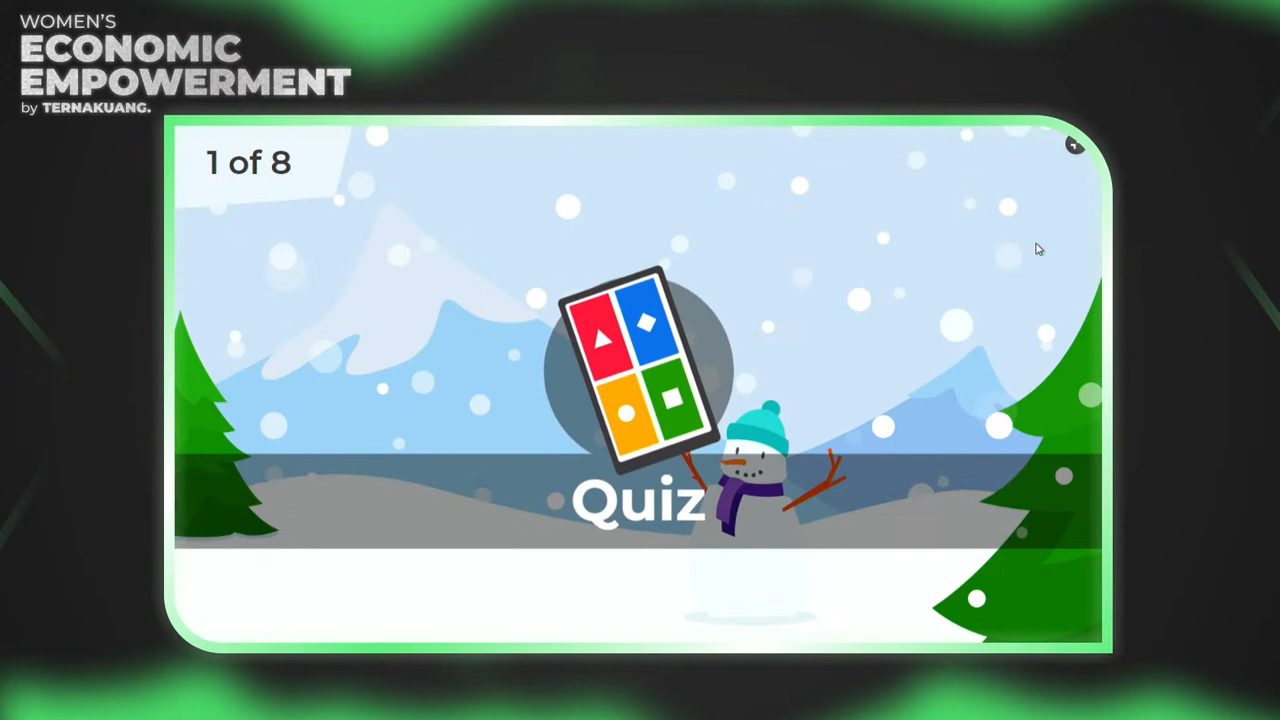 WOMEN'S
ECONOMIC
EMPOWERMENT
by TERNAKUANG.
1 of 8
Quiz